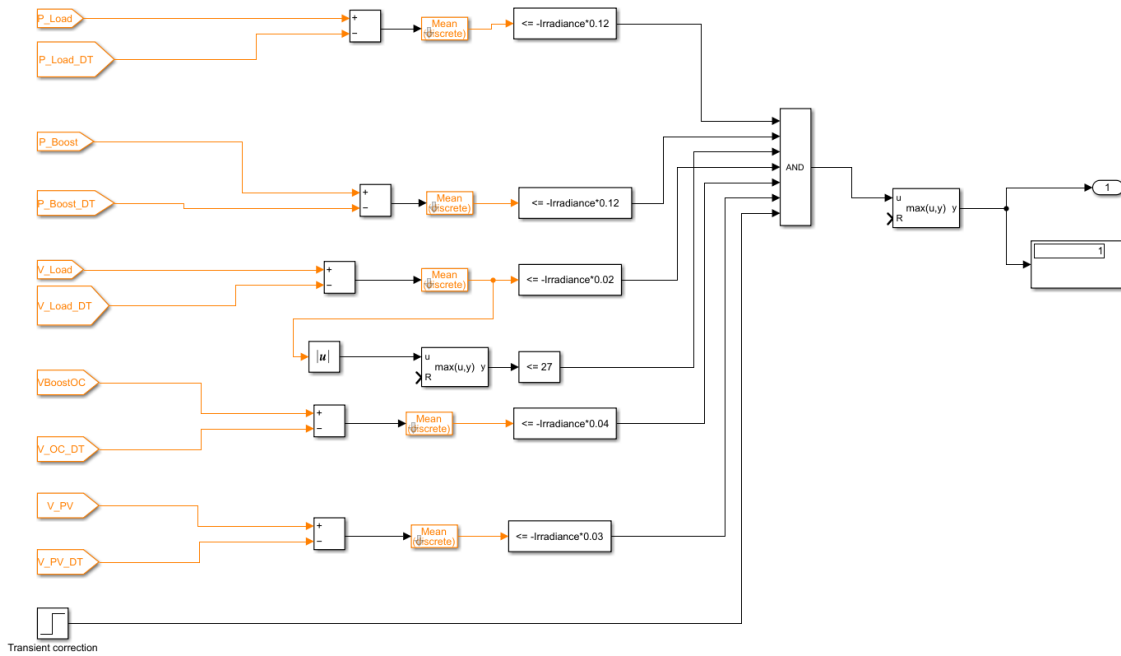 P_Load
+
−
Mean
(discrete)
<= -Irradiance*0.12
P_Load_DT
P_Boost
AND
+
−
Mean
(discrete)
<= -Irradiance*0.12
P_Boost_DT
u
R
max(u,y)
y
1
1
V_Load
+
−
Mean
(discrete)
<= -Irradiance*0.02
V_Load_DT
|u|
u
R
max(u,y)
y
<= 27
VBoostOC
+
−
Mean
(discrete)
<= -Irradiance*0.04
V_OC_DT
V_PV
+
−
Mean
(discrete)
<= -Irradiance*0.03
V_PV_DT
Transient correction